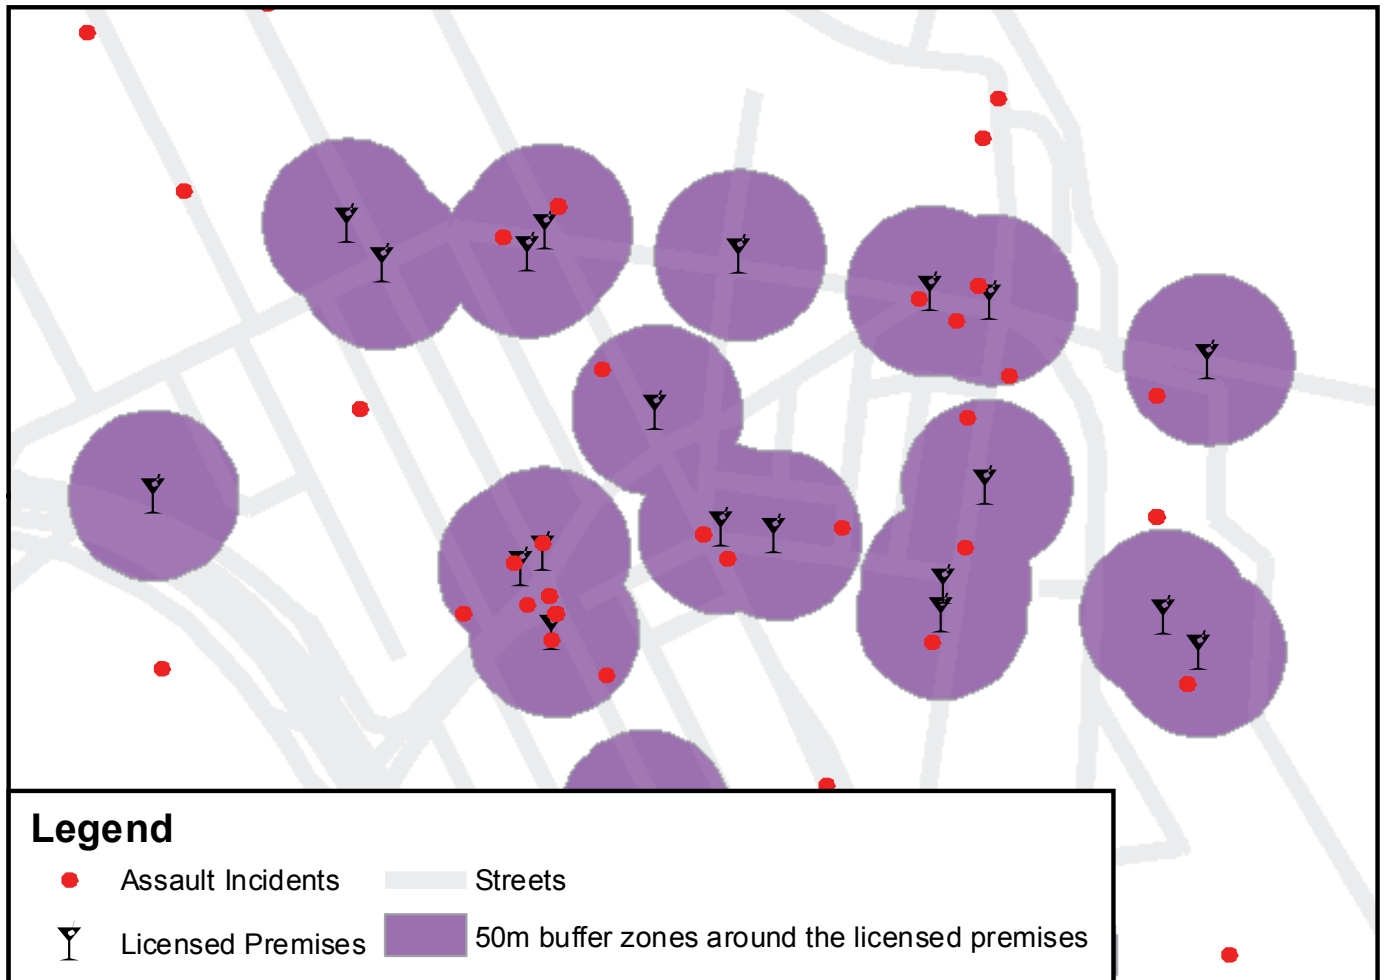 Legend
Assault Incidents
Streets
Licensed Premises
50m buffer zones around the licensed premises